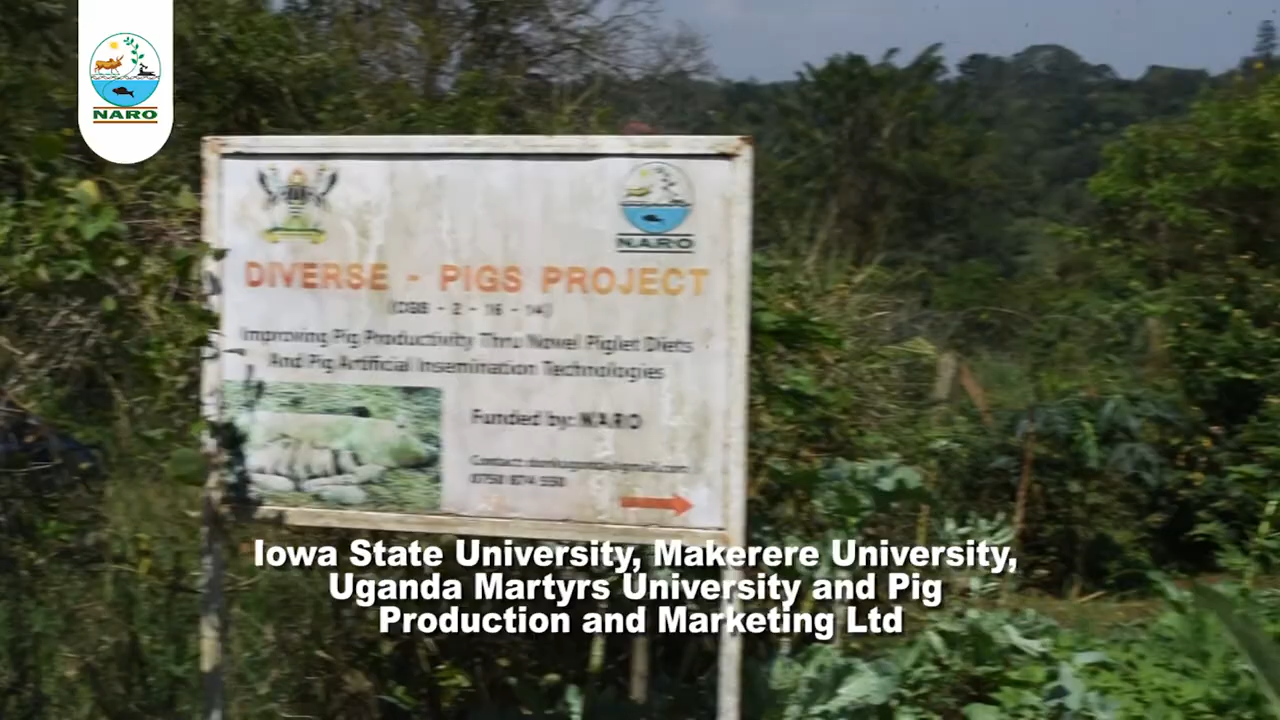 NARO
NARO
DIVERSE - PIGS PROJECT
Improving Pig Productivity Thru Novel Piglet Diets
And Pig Artificial Insemination Technologies
Funded by: NARO
Contact:
Iowa State University, Makerere University,
Uganda Martyrs University and Pig
Production and Marketing Ltd